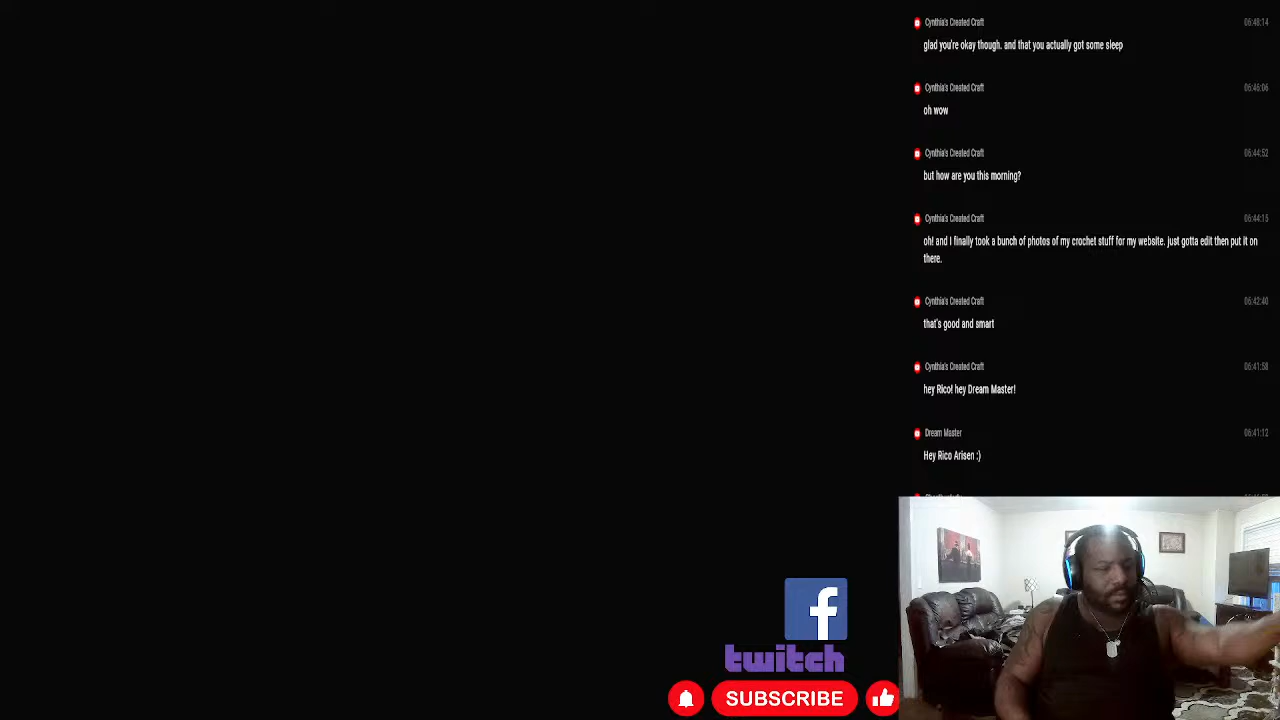 Cynthia's Created Craft 06:48:14
glad you're okay though. and that you actually got some sleep
Cynthia's Created Craft 06:46:06
oh wow
Cynthia's Created Craft 06:44:52
but how are you this morning?
Cynthia's Created Craft 06:44:15
oh! and I finally took a bunch of photos of my crochet stuff for my website. just gotta edit then put it on
there.
Cynthia's Created Craft 06:42:40
that's good and smart
Cynthia's Created Craft 06:41:58
hey Rico! hey Dream Master!
Dream Master 06:41:12
Hey Rico Arisen :)
f
twitch
SUBSCRIBE